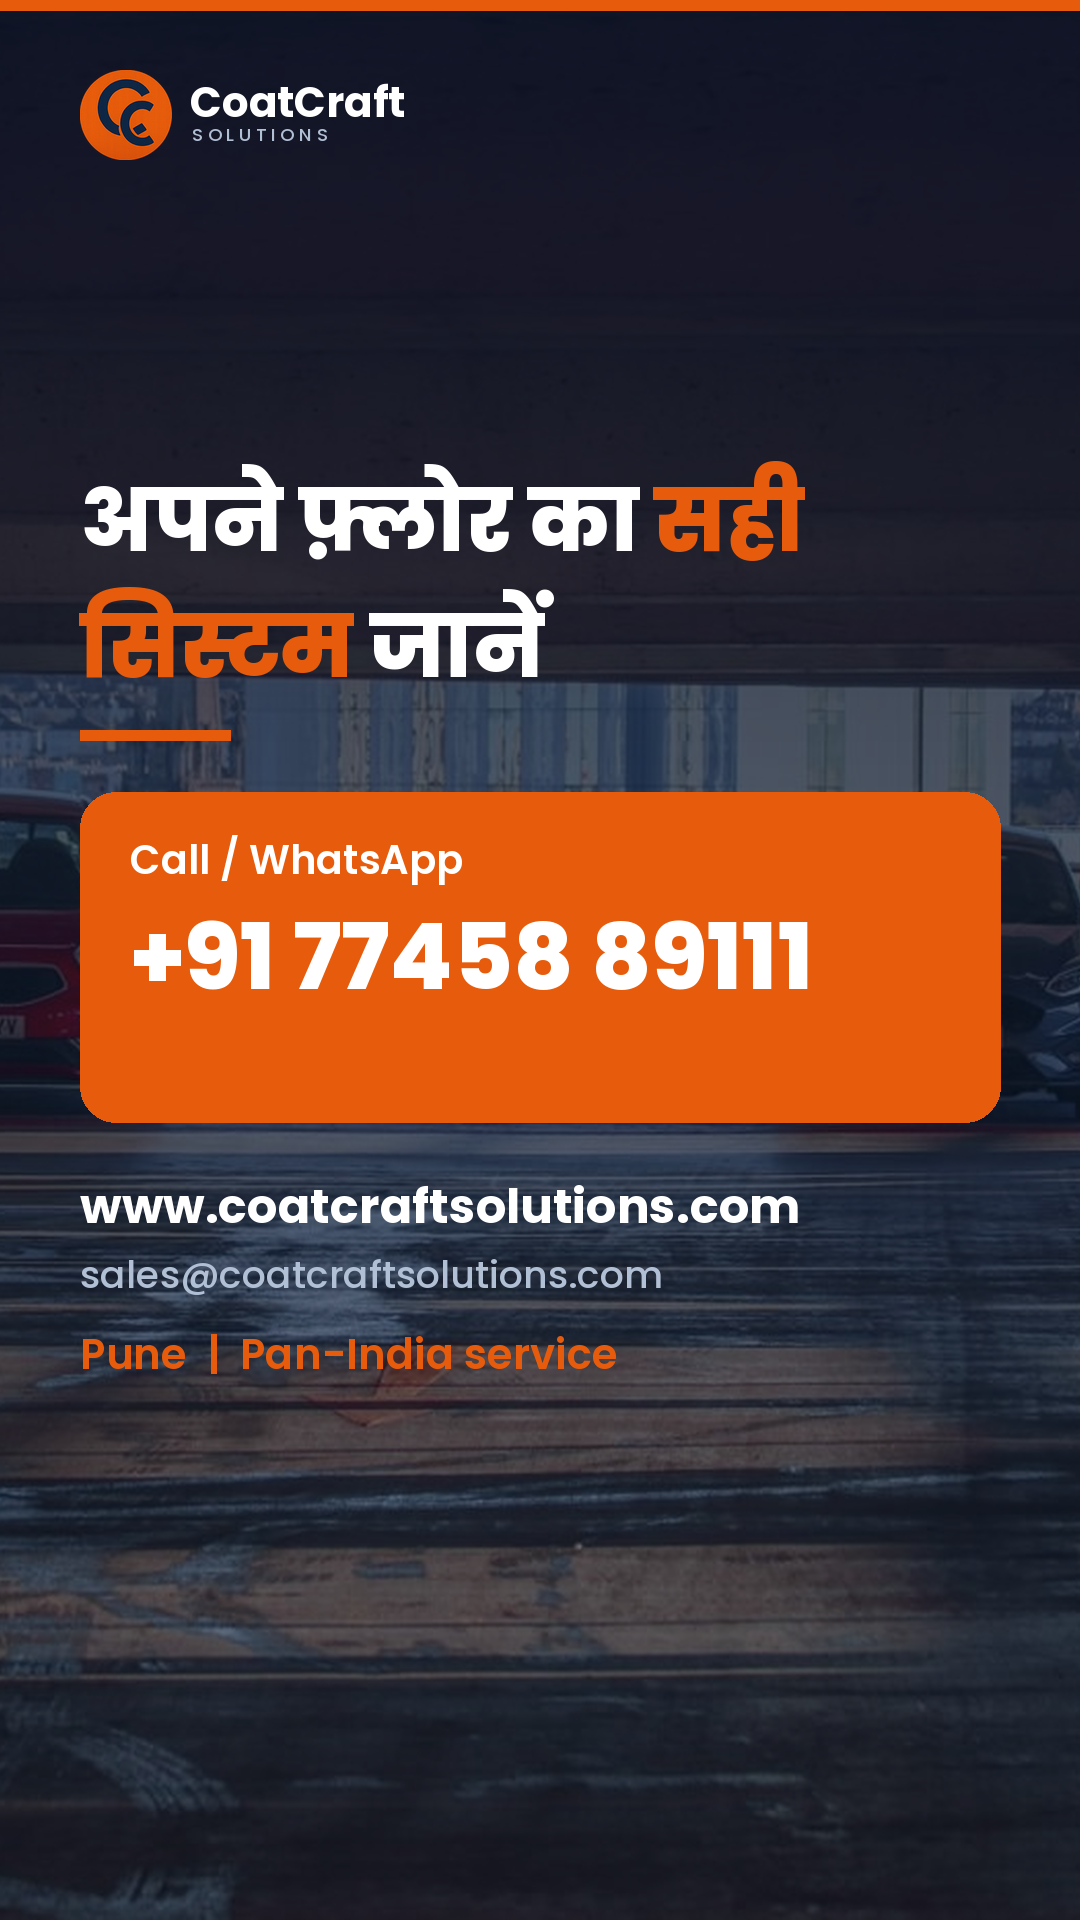 CoatCraft
SOLUTIONS
अपने फ़्लोर का सही
सिस्टम जानें
Call / WhatsApp
+91 77458 89111
www.coatcraftsolutions.com
sales@coatcraftsolutions.com
Pune | Pan-India service